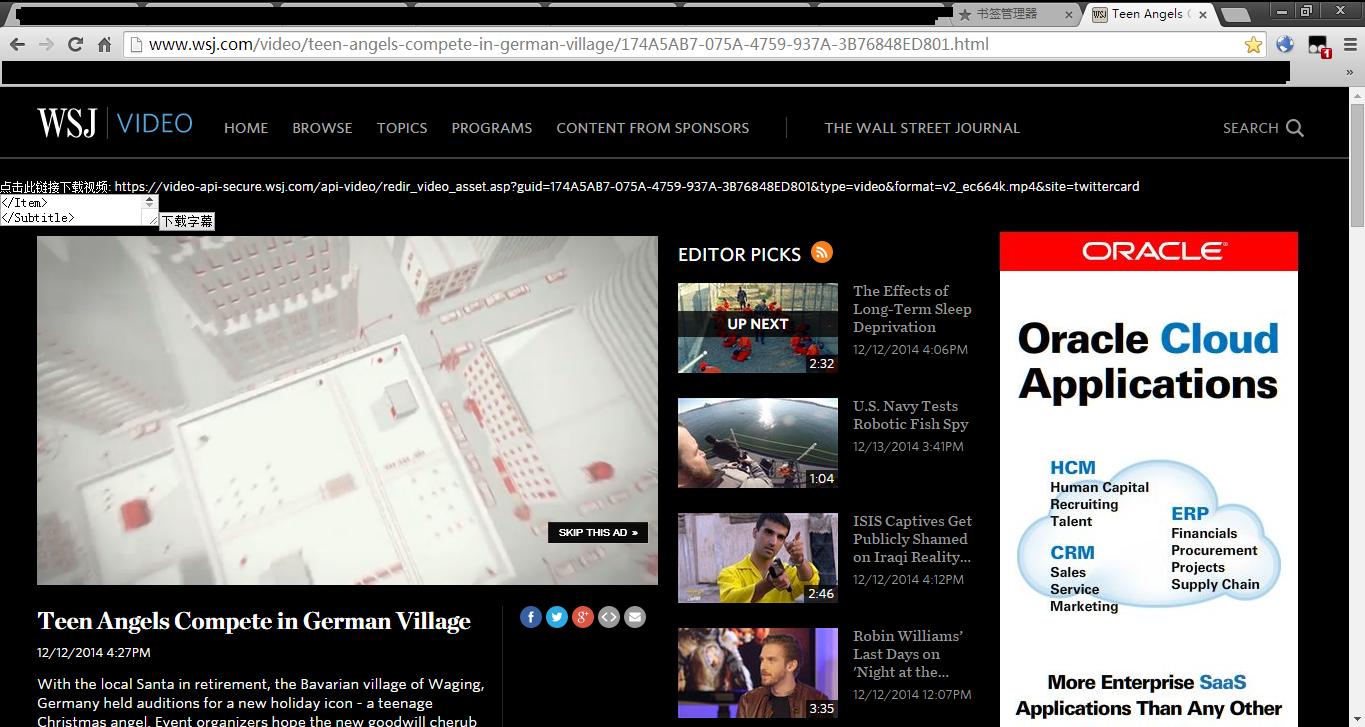 书签管理器
WSJ Teen Angels
www.wsj.com/video/teen-angels-compete-in-german-village/174A5AB7-075A-4759-937A-3B76848ED801.html
1
»
WSJ VIDEO
HOME BROWSE TOPICS PROGRAMS CONTENT FROM SPONSORS THE WALL STREET JOURNAL SEARCH
点击此链接下载视频: https://video-api-secure.wsj.com/api-video/redir_video_asset.asp?guid=174A5AB7-075A-4759-937A-3B76848ED801&type=video&format=v2_ec664k.mp4&site=twittercard
</Item>
</Subtitle>
下载字幕
SKIP THIS AD »
Teen Angels Compete in German Village
12/12/2014 4:27PM
With the local Santa in retirement, the Bavarian village of Waging,
Germany held auditions for a new holiday icon - a teenage
Christmas angel. Event organizers hope the new goodwill cherub
EDITOR PICKS
UP NEXT
2:32
The Effects of
Long-Term Sleep
Deprivation
12/12/2014 4:06PM
1:04
U.S. Navy Tests
Robotic Fish Spy
12/13/2014 3:41PM
2:46
ISIS Captives Get
Publicly Shamed
on Iraqi Reality...
12/12/2014 4:12PM
3:35
Robin Williams’
Last Days on
'Night at the...
12/12/2014 12:07PM
ORACLE
Oracle Cloud
Applications
HCM
Human Capital
Recruiting
Talent
CRM
Sales
Service
Marketing
ERP
Financials
Procurement
Projects
Supply Chain
More Enterprise SaaS
Applications Than Any Other